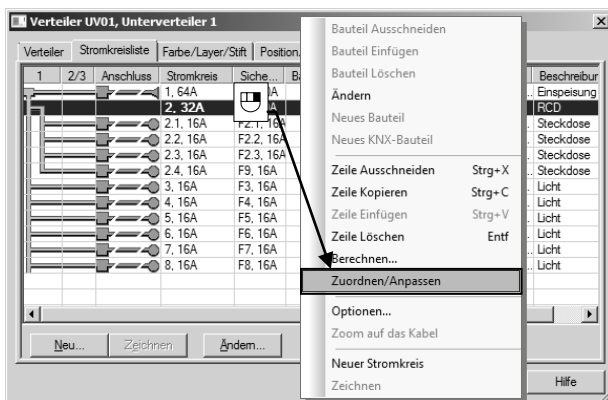 Verteiler UV01, Unterverteiler 1
Verteiler Stromkreisliste Farbe/Layer/Stift Position
1 2/3 Anschluss Stromkreis Beschreibur
1, 64A Einspeisung
2, 32A RCD
2.1, 16A F2.1, 16A Steckdose
2.2, 16A F2.2, 16A Steckdose
2.3, 16A F2.3, 16A Steckdose
2.4, 16A F9, 16A Steckdose
3, 16A F3, 16A Licht
4, 16A F4, 16A Licht
5, 16A F5, 16A Licht
6, 16A F6, 16A Licht
7, 16A F7, 16A Licht
8, 16A F8, 16A Licht
Neu... Zeichnen Ändern...
Hilfe
Bauteil Ausschneiden
Bauteil Einfügen
Bauteil Löschen
Ändern
Neues Bauteil
Neues KNX-Bauteil
Zeile Ausschneiden Strg+X
Zeile Kopieren Strg+C
Zeile Einfügen Strg+V
Zeile Löschen Entf
Berechnen...
Zuordnen/Anpassen
Optionen...
Zoom auf das Kabel
Neuer Stromkreis
Zeichnen